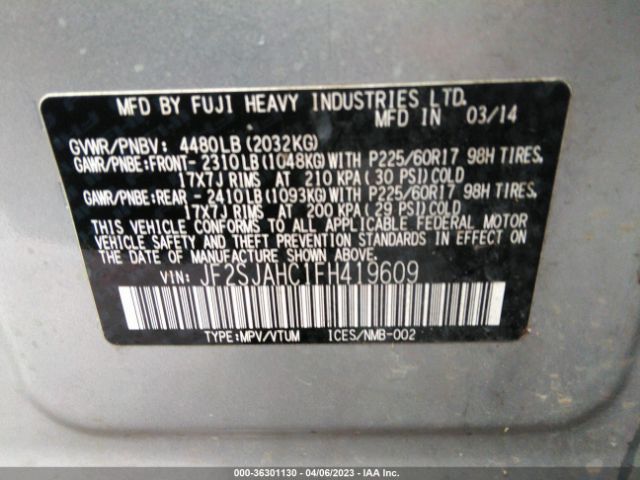 MFD BY FUJI HEAVY INDUSTRIES LTD.
MFD IN 03/14
GVWR/PNBV: 4480LB (2032KG)
GAWR/PNBE:FRONT- 2310LB(1048KG)WITH P225/60R17 98H TIRES,
17X7J RIMS AT 210 KPA (30 PSI)COLD
GAWR/PNBE:REAR - 2410LB(1093KG)WITH P225/60R17 98H TIRES,
17X7J RIMS AT 200 KPA (29 PSI)COLD
THIS VEHICLE CONFORMS TO ALL APPLICABLE FEDERAL MOTOR
VEHICLE SAFETY AND THEFT PREVENTION STANDARDS IN EFFECT ON
THE DATE OF MANUFACTURE SHOWN ABOVE.
VIN: JF2SJAHC1FH419609
TYPE:MPV/VTUM ICES/NMB-002
000-36301130 - 04/06/2023 - IAAI.com